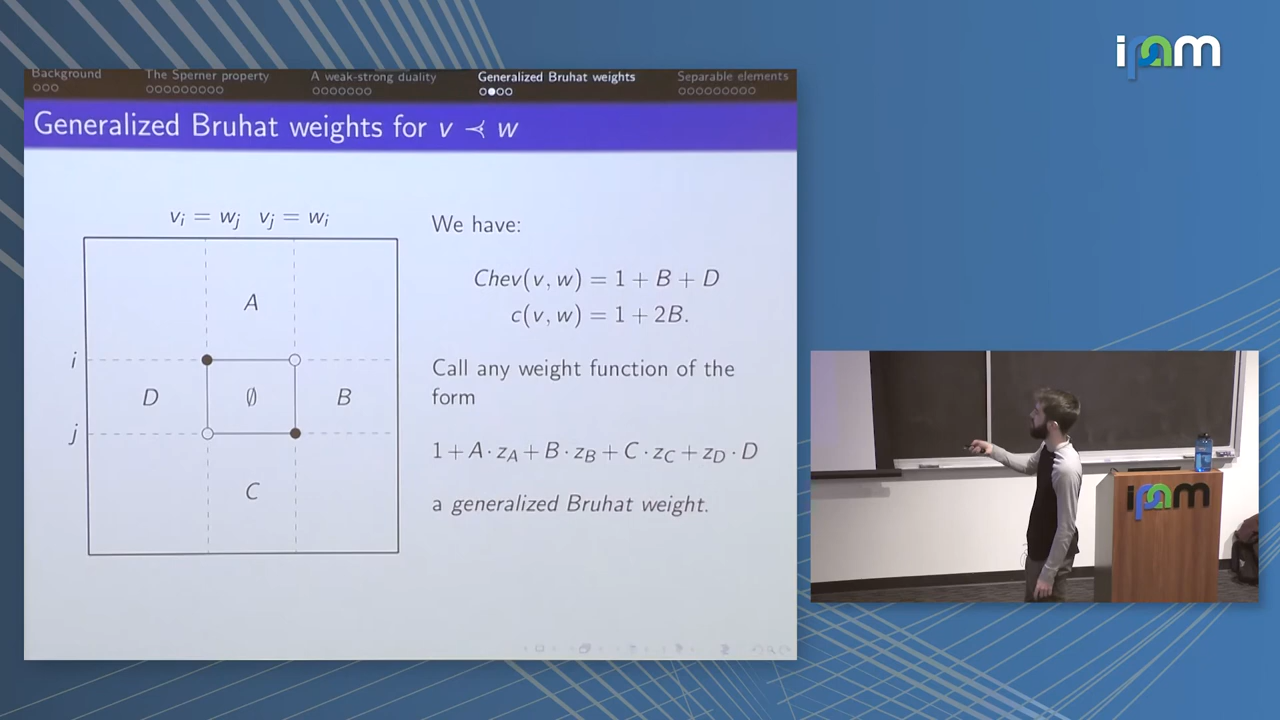 ipam
Background The Sperner property A weak-strong duality Generalized Bruhat weights Separable elements
Generalized Bruhat weights for v ⋖ w
v_i = w_j v_j = w_i
A
i
D ∅ B
j
C
We have:
Chev(v, w) = 1 + B + D
c(v, w) = 1 + 2B.
Call any weight function of the
form
1 + A · z_A + B · z_B + C · z_C + z_D · D
a generalized Bruhat weight.
ipam